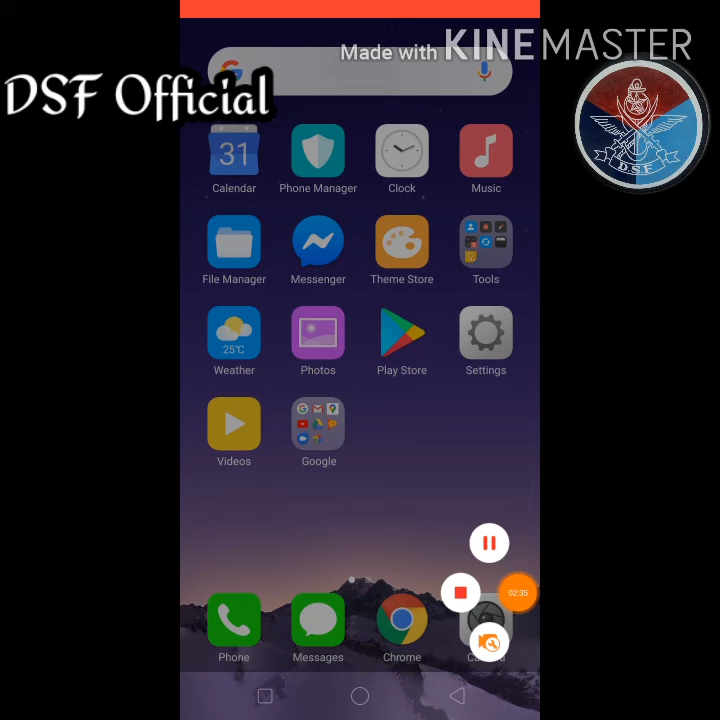 Made with KINEMASTER
DSF Official
D.S.F
31
Calendar
Phone Manager
Clock
Music
File Manager
Messenger
Theme Store
Tools
25°C
Weather
Photos
Play Store
Settings
Videos
Google
02:35
Phone
Messages
Chrome